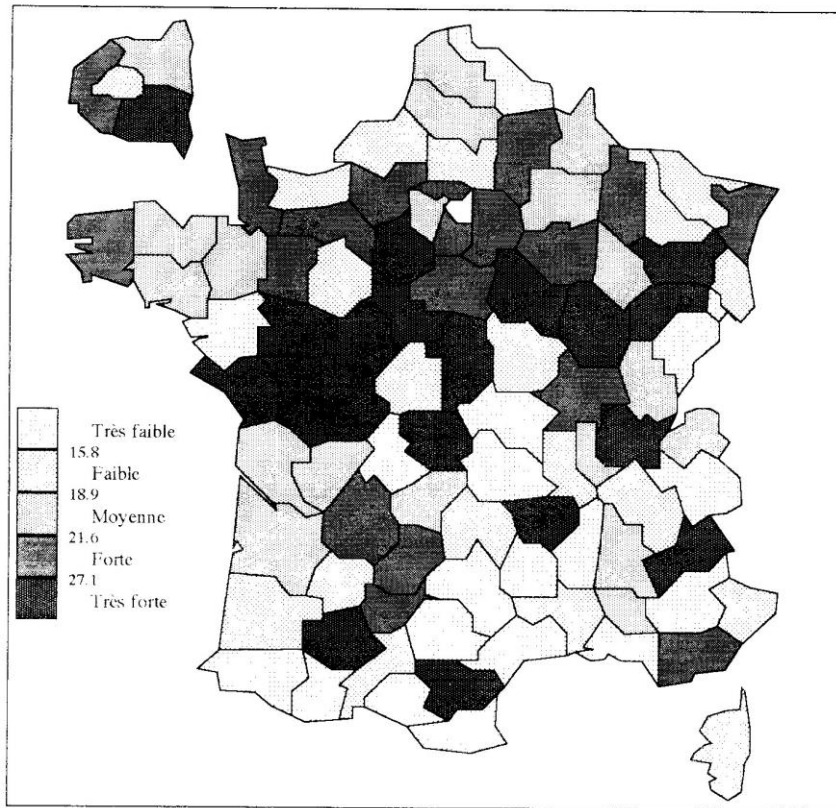 Très faible
15.8
Faible
18.9
Moyenne
21.6
Forte
27.1
Très forte